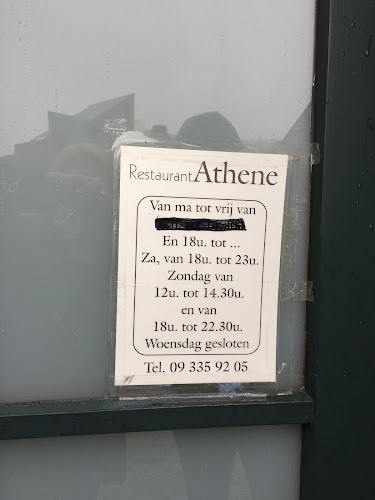 Restaurant Athene
Van ma tot vrij van
En 18u. tot ...
Za, van 18u. tot 23u.
Zondag van
12u. tot 14.30u.
en van
18u. tot 22.30u.
Woensdag gesloten
Tel. 09 335 92 05